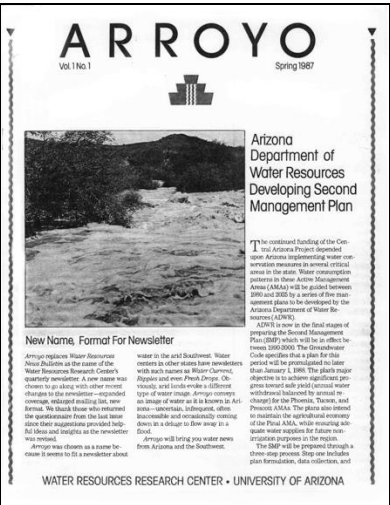 ARROYO
Vol. 1 No. 1
Spring 1987
Arizona
Department of
Water Resources
Developing Second
Management Plan
The continued funding of the Cen-
tral Arizona Project depended
upon Arizona implementing water con-
servation measures in several critical
areas in the state. Water consumption
patterns in these Active Management
Areas (AMAs) will be guided between
1980 and 2025 by a series of five man-
agement plans to be developed by the
Arizona Department of Water Re-
sources (ADWR).
ADWR is now in the final stages of
preparing the Second Management
Plan (SMP) which will be in effect be-
tween 1990-2000. The Groundwater
Code specifies that a plan for this
period will be promulgated no later
than January 1, 1988. The plan's major
objective is to achieve significant pro-
gress toward safe yield (annual water
withdrawal balanced by annual re-
charge) for the Phoenix, Tucson, and
Prescott AMAs. The plans also intend
to maintain the agricultural economy
of the Pinal AMA, while ensuring ade-
quate water supplies for future non-
irrigation purposes in the region.
The SMP will be prepared through a
three-step process. Step one includes
plan formulation, data collection, and
New Name, Format For Newsletter
Arroyo replaces Water Resources
News Bulletin as the name of the
Water Resources Research Center's
quarterly newsletter. A new name was
chosen to go along with other recent
changes to the newsletter—expanded
coverage, enlarged mailing list, new
format. We thank those who returned
the questionnaire from the last issue
since their suggestions provided help-
ful ideas and insights as the newsletter
was revised.
Arroyo was chosen as a name be-
cause it seems to fit a newsletter about
water in the arid Southwest. Water
centers in other states have newsletters
with such names as Water Current,
Ripples and even Fresh Drops. Ob-
viously, arid lands evoke a different
type of water image. Arroyo conveys
an image of water as it is known in Ari-
zona—uncertain, infrequent, often
inaccessible and occasionally coming
down in a deluge to flow away in a
flood.
Arroyo will bring you water news
from Arizona and the Southwest.
WATER RESOURCES RESEARCH CENTER • UNIVERSITY OF ARIZONA